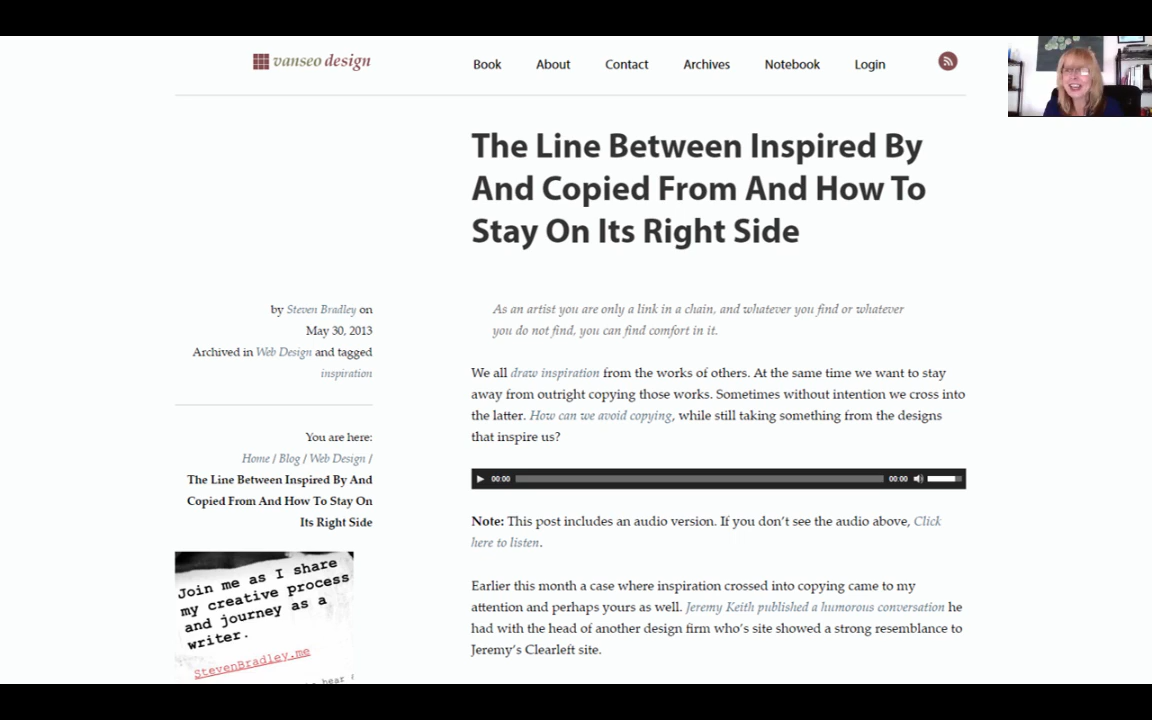 vanseo design
Book
About
Contact
Archives
Notebook
Login
The Line Between Inspired By
And Copied From And How To
Stay On Its Right Side
by Steven Bradley on
May 30, 2013
Archived in Web Design and tagged
inspiration
You are here:
Home / Blog / Web Design /
The Line Between Inspired By And
Copied From And How To Stay On
Its Right Side
Join me as I share
my creative process
and journey as a
writer.
StevenBradley.me
hear
As an artist you are only a link in a chain, and whatever you find or whatever
you do not find, you can find comfort in it.
We all draw inspiration from the works of others. At the same time we want to stay
away from outright copying those works. Sometimes without intention we cross into
the latter. How can we avoid copying, while still taking something from the designs
that inspire us?
00:00
00:00
Note: This post includes an audio version. If you don’t see the audio above, Click
here to listen.
Earlier this month a case where inspiration crossed into copying came to my
attention and perhaps yours as well. Jeremy Keith published a humorous conversation he
had with the head of another design firm who’s site showed a strong resemblance to
Jeremy’s Clearleft site.